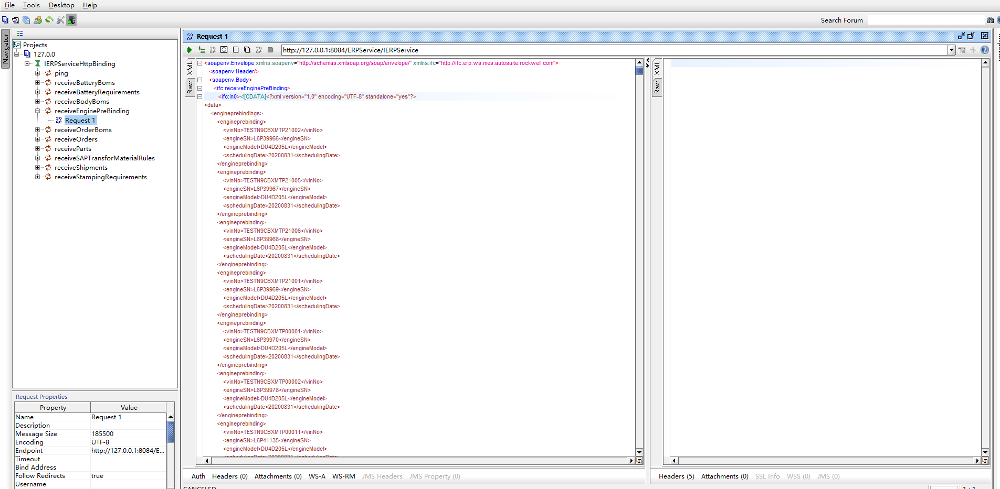 File Tools Desktop Help
Search Forum
Navigator
Projects
127.0.0
IERPServiceHttpBinding
ping
receiveBatteryBoms
receiveBatteryRequirements
receiveBodyBoms
receiveEnginePreBinding
Request 1
receiveOrderBoms
receiveOrders
receiveParts
receiveSAPTransforMaterialRules
receiveShipments
receiveStampingRequirements
Request Properties
Property Value
Name Request 1
Description
Message Size 185500
Encoding UTF-8
Endpoint http://127.0.0.1:8084/E...
Timeout
Bind Address
Follow Redirects true
Username
Request 1
http://127.0.0.1:8084/ERPService/IERPService
XML
Raw
<soapenv:Envelope xmlns:soapenv="http://schemas.xmlsoap.org/soap/envelope/" xmlns:ifc="http://ifc.erp.ws.mes.autosuite.rockwell.com">
<soapenv:Header/>
<soapenv:Body>
<ifc:receiveEnginePreBinding>
<ifc:in0><![CDATA[<?xml version="1.0" encoding="UTF-8" standalone="yes"?>
<data>
<engineprebindings>
<engineprebinding>
<vinNo>TESTN9CBXMTP21002</vinNo>
<engineSN>L6P39966</engineSN>
<engineModel>DU4D205L</engineModel>
<schedulingDate>20200831</schedulingDate>
</engineprebinding>
<engineprebinding>
<vinNo>TESTN9CBXMTP21005</vinNo>
<engineSN>L6P39967</engineSN>
<engineModel>DU4D205L</engineModel>
<schedulingDate>20200831</schedulingDate>
</engineprebinding>
<engineprebinding>
<vinNo>TESTN9CBXMTP21006</vinNo>
<engineSN>L6P39968</engineSN>
<engineModel>DU4D205L</engineModel>
<schedulingDate>20200831</schedulingDate>
</engineprebinding>
<engineprebinding>
<vinNo>TESTN9CBXMTP21001</vinNo>
<engineSN>L6P39969</engineSN>
<engineModel>DU4D205L</engineModel>
<schedulingDate>20200831</schedulingDate>
</engineprebinding>
<engineprebinding>
<vinNo>TESTN9CBXMTP00001</vinNo>
<engineSN>L6P39970</engineSN>
<engineModel>DU4D205L</engineModel>
<schedulingDate>20200831</schedulingDate>
</engineprebinding>
<engineprebinding>
<vinNo>TESTN9CBXMTP00002</vinNo>
<engineSN>L6P39978</engineSN>
<engineModel>DU4D205L</engineModel>
<schedulingDate>20200831</schedulingDate>
</engineprebinding>
<engineprebinding>
<vinNo>TESTN9CBXMTP00011</vinNo>
<engineSN>L6P41135</engineSN>
<engineModel>DU4D205L</engineModel>
<schedulingDate>20200831</schedulingDate>
Auth Headers (0) Attachments (0) WS-A WS-RM JMS Headers JMS Property (0)
XML
Raw
Headers (5) Attachments (0) SSL Info WSS (0) JMS (0)
CANCELED
1 : 1